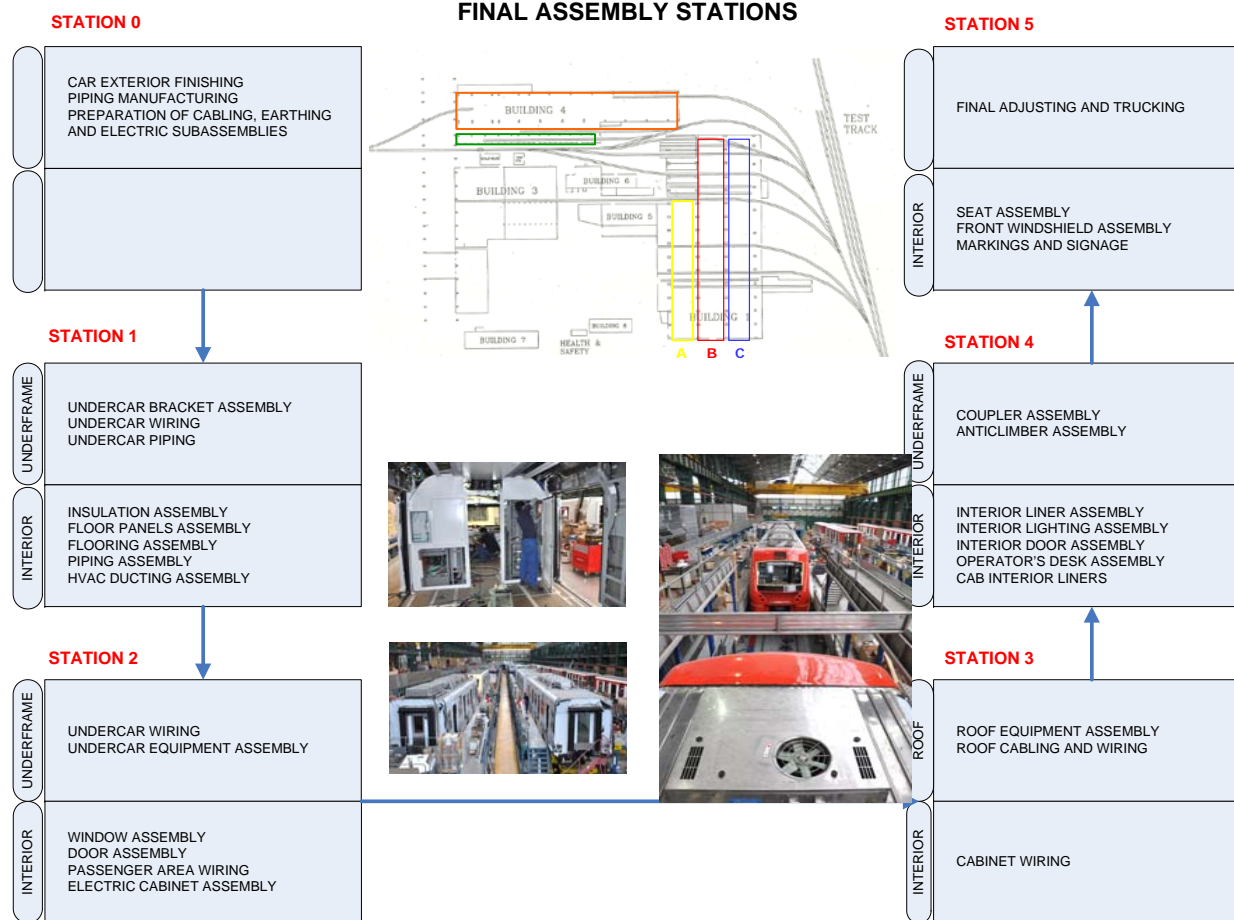 FINAL ASSEMBLY STATIONS
STATION 0
CAR EXTERIOR FINISHING
PIPING MANUFACTURING
PREPARATION OF CABLING, EARTHING
AND ELECTRIC SUBASSEMBLIES
STATION 1
UNDERFRAME
UNDERCAR BRACKET ASSEMBLY
UNDERCAR WIRING
UNDERCAR PIPING
INTERIOR
INSULATION ASSEMBLY
FLOOR PANELS ASSEMBLY
FLOORING ASSEMBLY
PIPING ASSEMBLY
HVAC DUCTING ASSEMBLY
STATION 2
UNDERFRAME
UNDERCAR WIRING
UNDERCAR EQUIPMENT ASSEMBLY
INTERIOR
WINDOW ASSEMBLY
DOOR ASSEMBLY
PASSENGER AREA WIRING
ELECTRIC CABINET ASSEMBLY
BUILDING 4
TEST
TRACK
BUILDING 3
BUILDING 6
BUILDING 5
BUILDING 1
BUILDING 7
HEALTH &
SAFETY
A
B
C
STATION 5
FINAL ADJUSTING AND TRUCKING
INTERIOR
SEAT ASSEMBLY
FRONT WINDSHIELD ASSEMBLY
MARKINGS AND SIGNAGE
STATION 4
UNDERFRAME
COUPLER ASSEMBLY
ANTICLIMBER ASSEMBLY
INTERIOR
INTERIOR LINER ASSEMBLY
INTERIOR LIGHTING ASSEMBLY
INTERIOR DOOR ASSEMBLY
OPERATOR'S DESK ASSEMBLY
CAB INTERIOR LINERS
STATION 3
ROOF
ROOF EQUIPMENT ASSEMBLY
ROOF CABLING AND WIRING
INTERIOR
CABINET WIRING